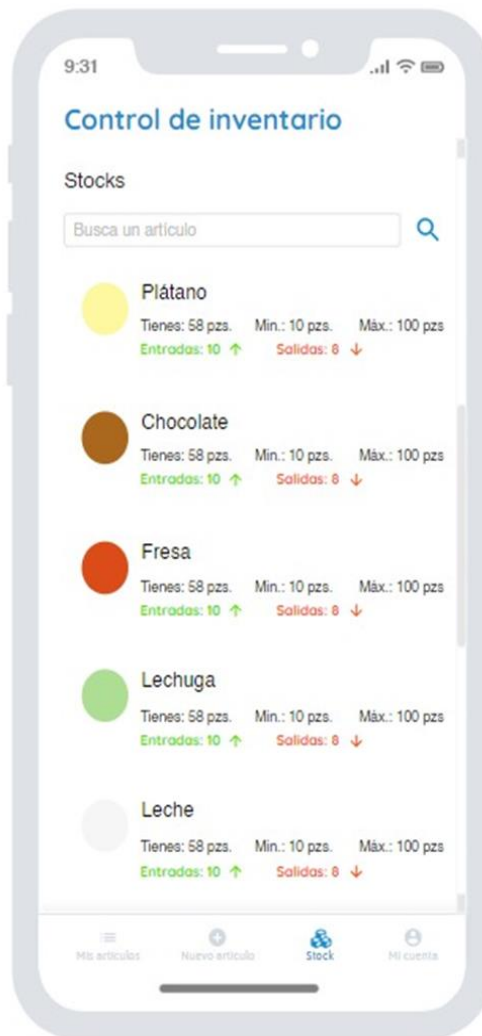 9:31
Control de inventario
Stocks
Busca un artículo
Plátano
Tienes: 58 pzs. Min.: 10 pzs. Máx.: 100 pzs
Entradas: 10 ↑ Salidas: 8 ↓
Chocolate
Tienes: 58 pzs. Min.: 10 pzs. Máx.: 100 pzs
Entradas: 10 ↑ Salidas: 8 ↓
Fresa
Tienes: 58 pzs. Min.: 10 pzs. Máx.: 100 pzs
Entradas: 10 ↑ Salidas: 8 ↓
Lechuga
Tienes: 58 pzs. Min.: 10 pzs. Máx.: 100 pzs
Entradas: 10 ↑ Salidas: 8 ↓
Leche
Tienes: 58 pzs. Min.: 10 pzs. Máx.: 100 pzs
Entradas: 10 ↑ Salidas: 8 ↓
Mis artículos Nuevo artículo Stock Mi cuenta